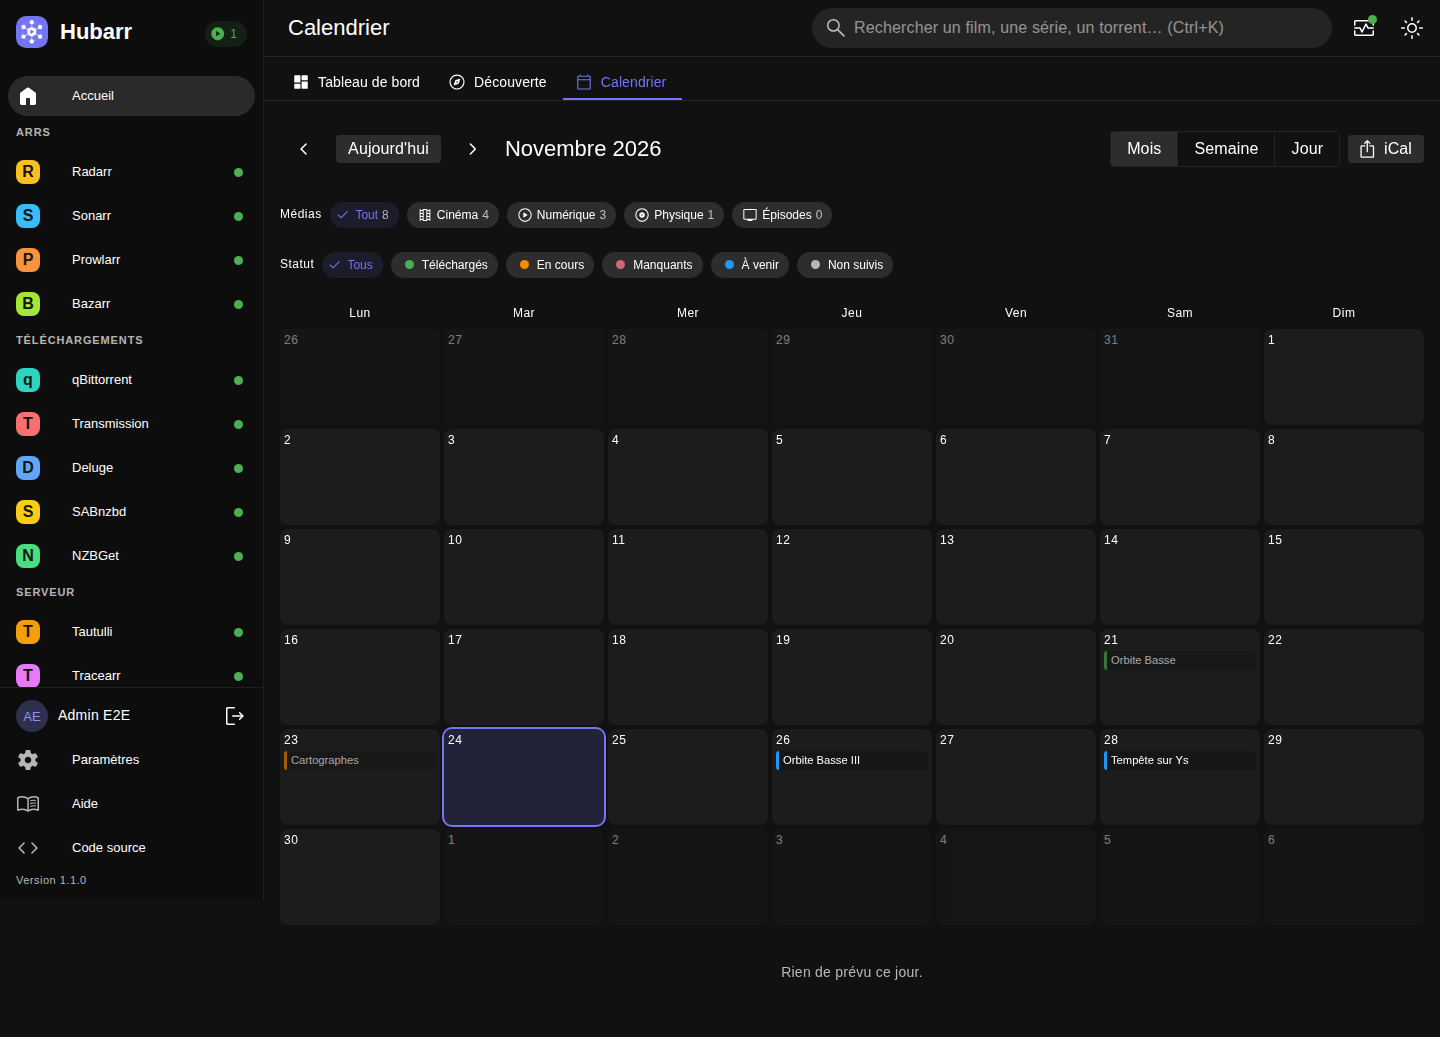 Hubarr
1
Calendrier
Rechercher un film, une série, un torrent… (Ctrl+K)
Accueil
Tableau de bord
Découverte
Calendrier
ARRS
R Radarr
S Sonarr
P Prowlarr
B Bazarr
TÉLÉCHARGEMENTS
q qBittorrent
T Transmission
D Deluge
S SABnzbd
N NZBGet
SERVEUR
T Tautulli
T Tracearr
AE Admin E2E
Paramètres
Aide
Code source
Version 1.1.0
Aujourd'hui
Novembre 2026
Mois Semaine Jour
iCal
Médias Tout 8 Cinéma 4 Numérique 3 Physique 1 Épisodes 0
Statut Tous Téléchargés En cours Manquants À venir Non suivis
Lun Mar Mer Jeu Ven Sam Dim
26 27 28 29 30 31 1
2 3 4 5 6 7 8
9 10 11 12 13 14 15
16 17 18 19 20 21 22
Orbite Basse
23 24 25 26 27 28 29
Cartographes Orbite Basse III Tempête sur Ys
30 1 2 3 4 5 6
Rien de prévu ce jour.